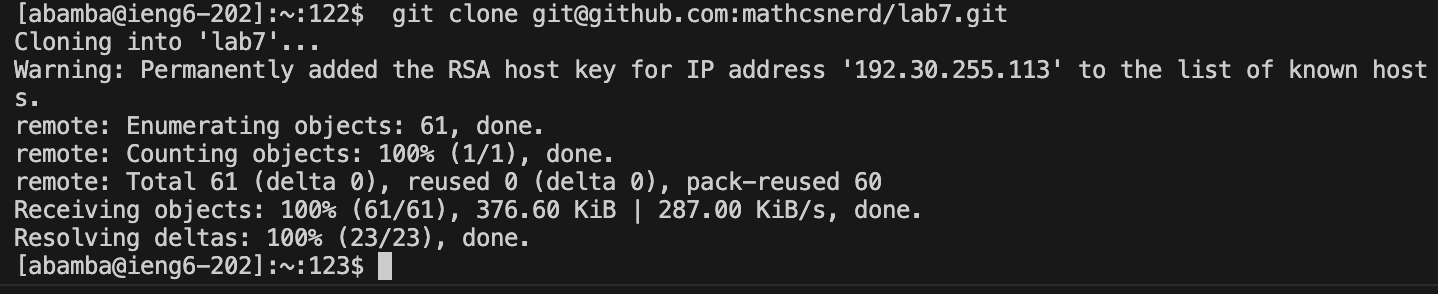 [abamba@ieng6-202]:~:122$  git clone git@github.com:mathcsnerd/lab7.git
Cloning into 'lab7'...
Warning: Permanently added the RSA host key for IP address '192.30.255.113' to the list of known host
s.
remote: Enumerating objects: 61, done.
remote: Counting objects: 100% (1/1), done.
remote: Total 61 (delta 0), reused 0 (delta 0), pack-reused 60
Receiving objects: 100% (61/61), 376.60 KiB | 287.00 KiB/s, done.
Resolving deltas: 100% (23/23), done.
[abamba@ieng6-202]:~:123$